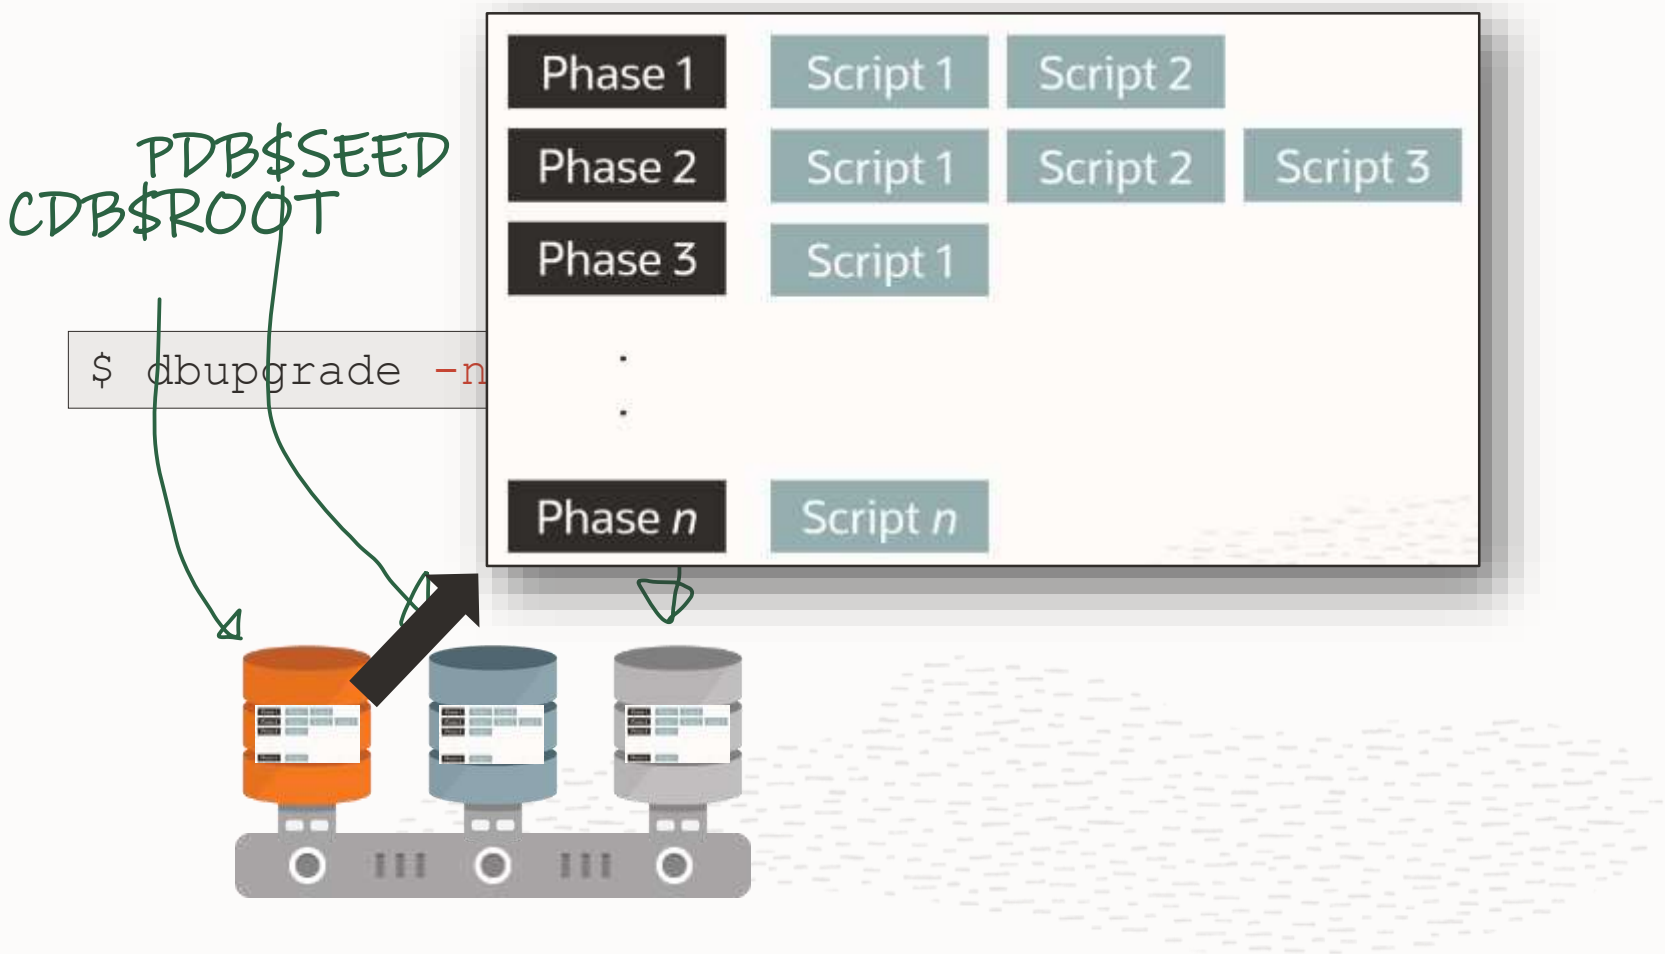 PDB$SEED
CDB$ROOT
$ dbupgrade -n
Phase 1 Script 1 Script 2
Phase 2 Script 1 Script 2 Script 3
Phase 3 Script 1
.
.
Phase n Script n